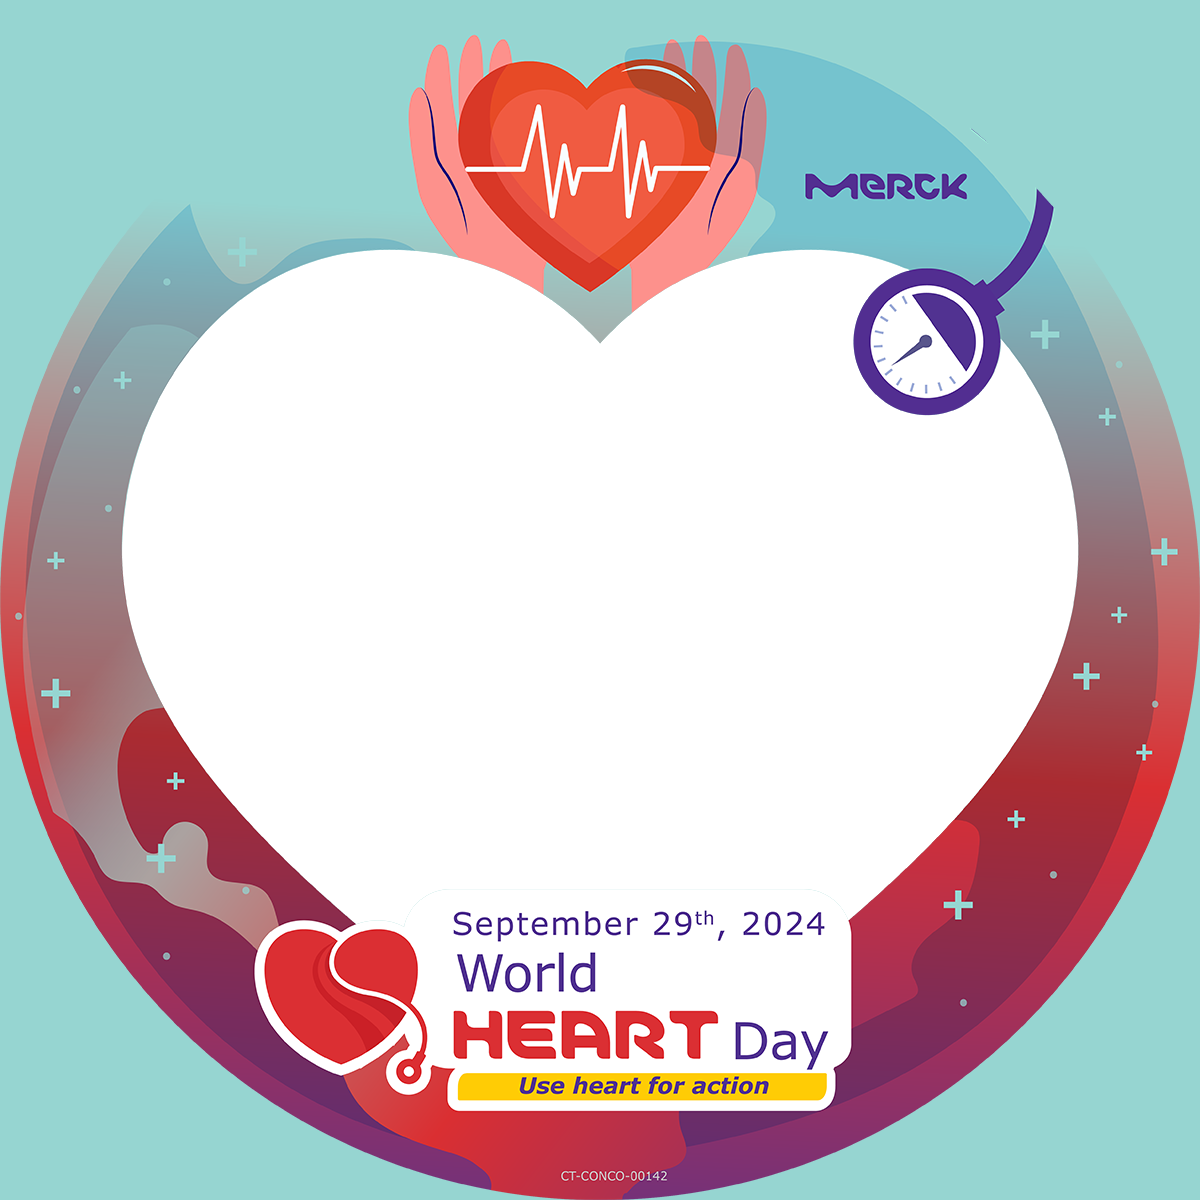 MERCK
September 29th, 2024
World
HEART Day
Use heart for action
CT-CONCO-00142